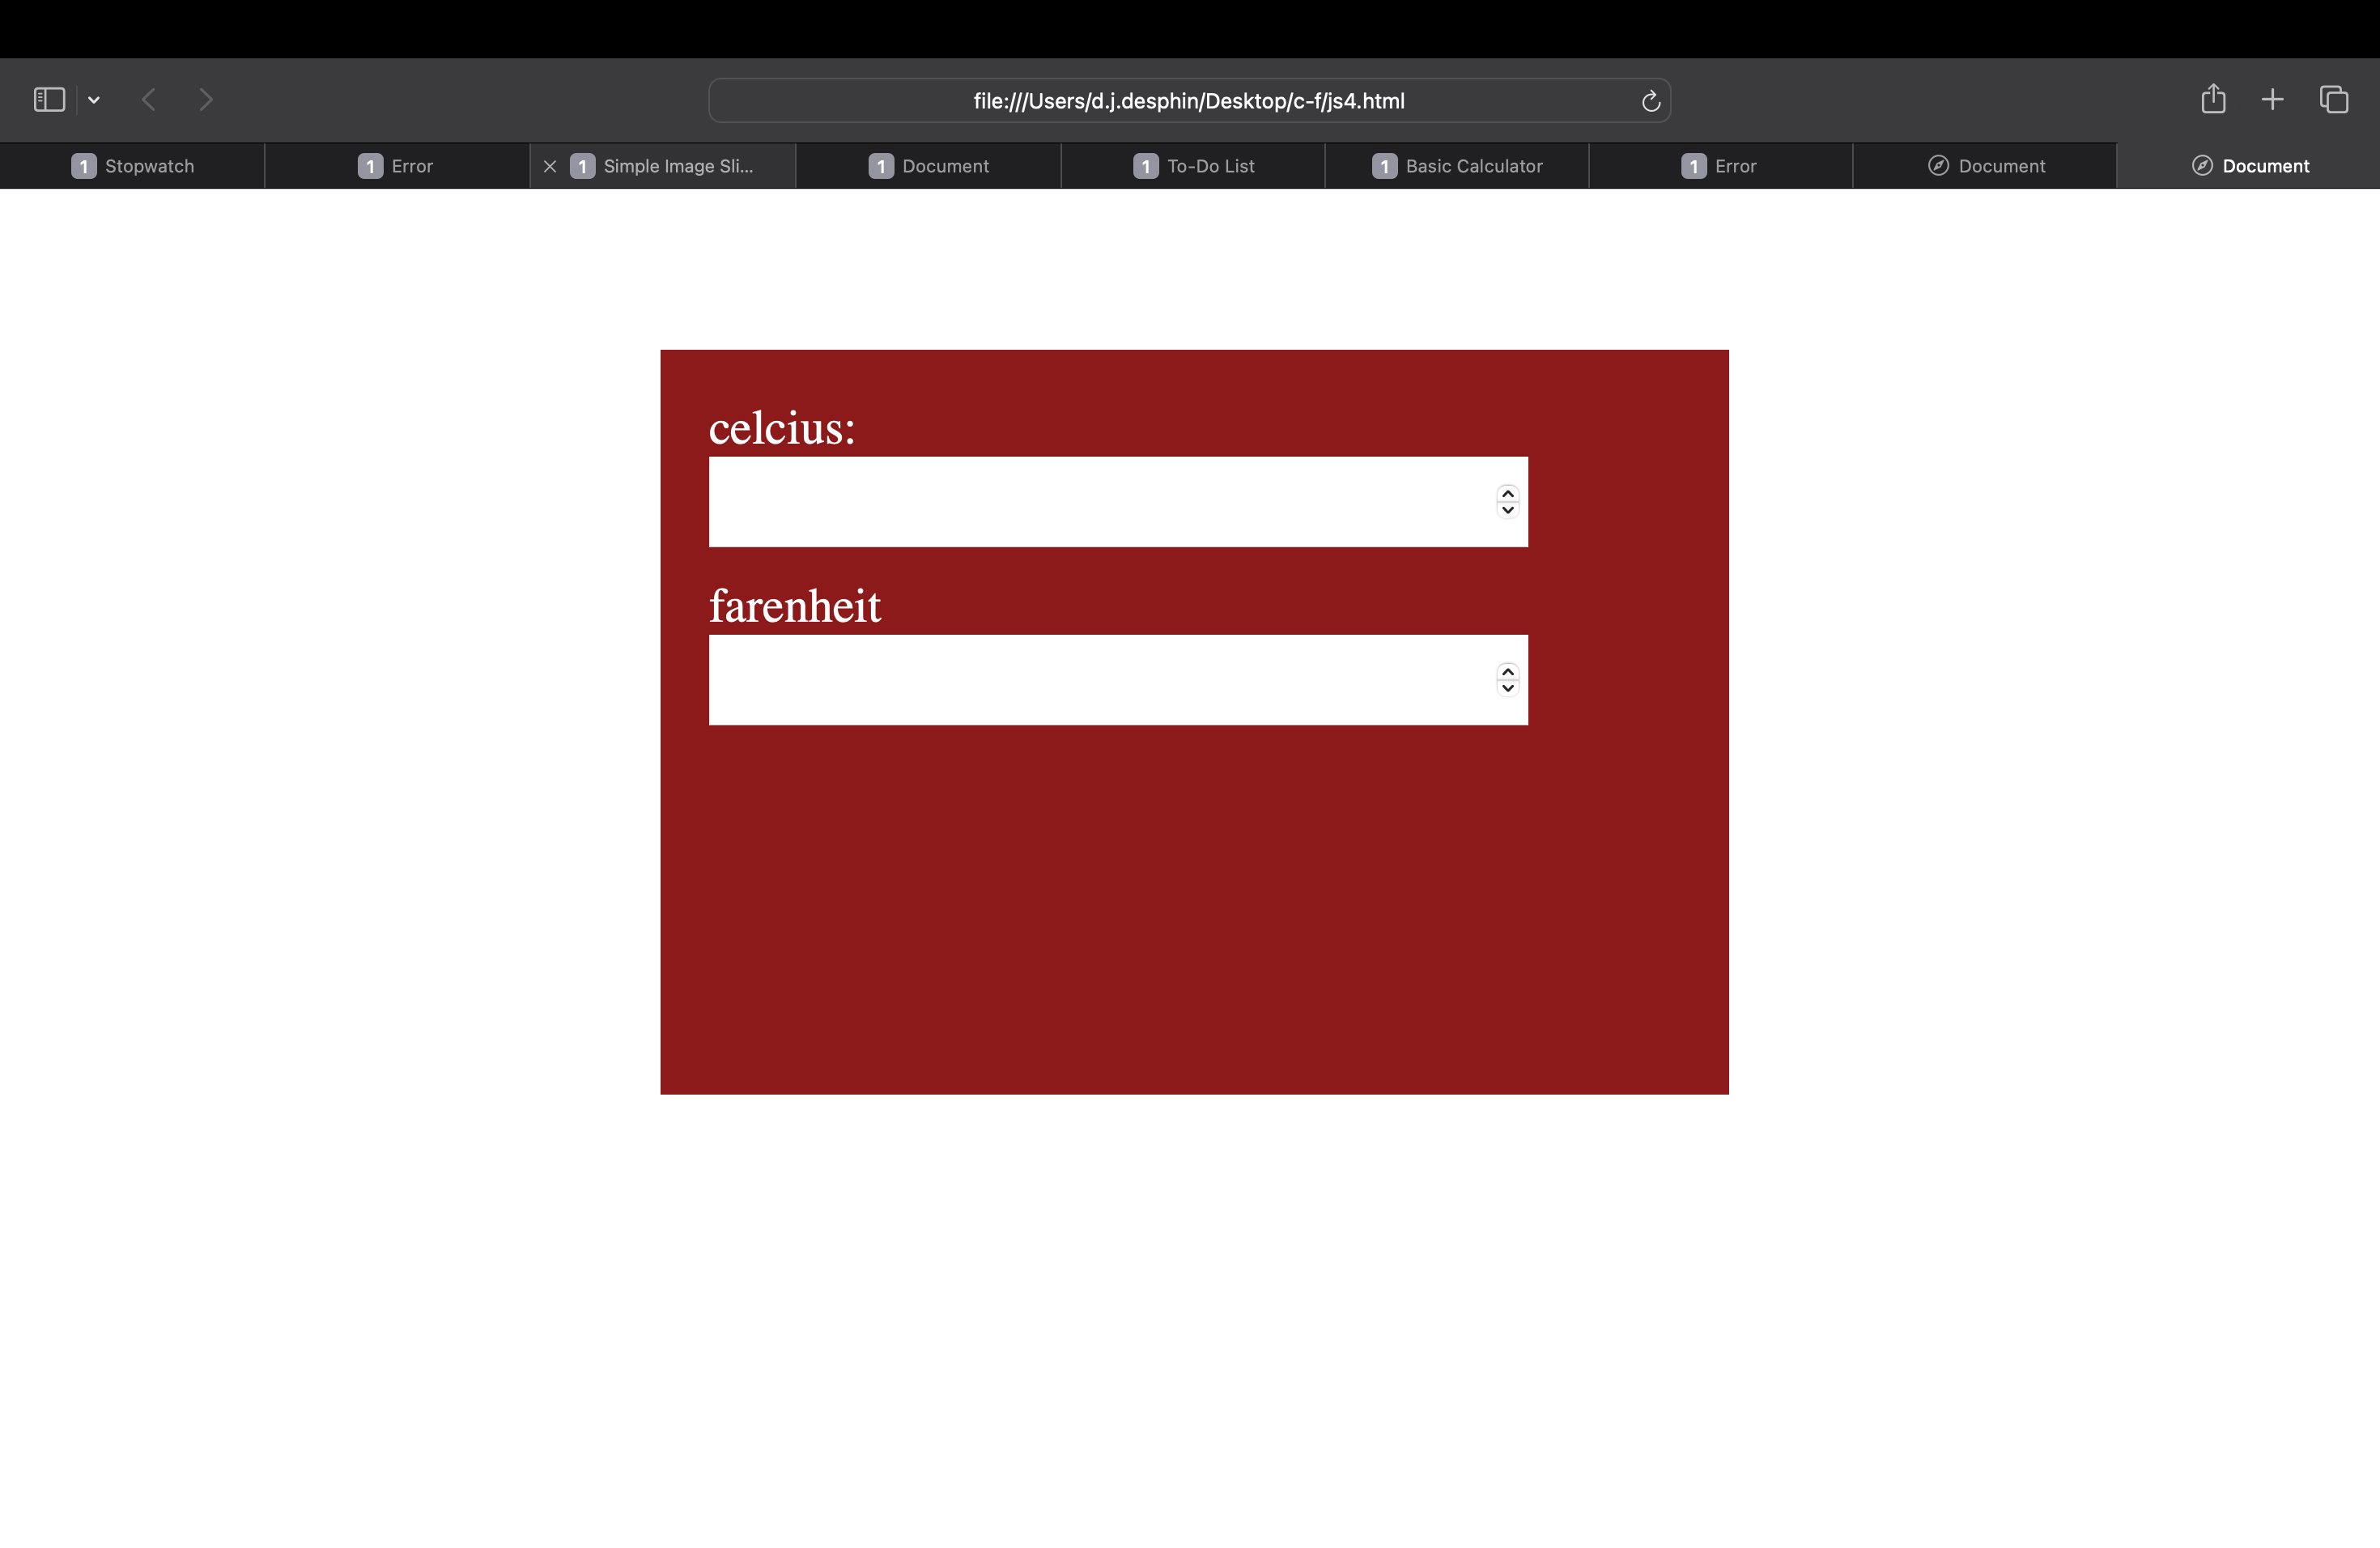 file:///Users/d.j.desphin/Desktop/c-f/js4.html
1 Stopwatch 1 Error 1 Simple Image Sli... 1 Document 1 To-Do List 1 Basic Calculator 1 Error Document Document
celcius:
farenheit